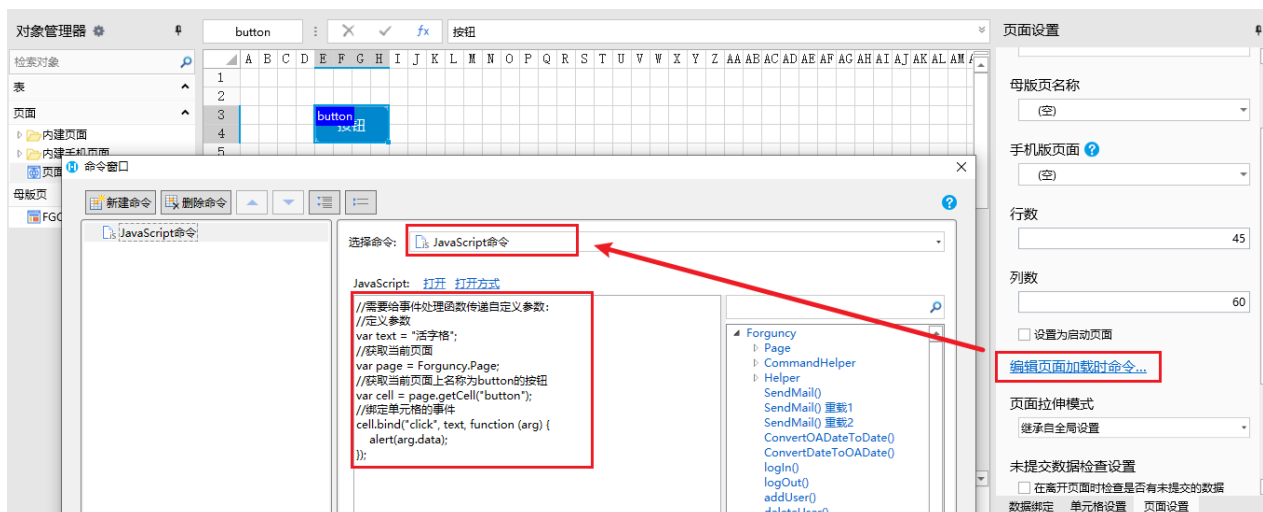 对象管理器
button
fx
按钮
页面设置
检索对象
A B C D E F G H I J K L M N O P Q R S T U V W X Y Z AA AB AC AD AE AF AG AH AI AJ AK AL AM
表
1
2
页面
3
button
4
内建页面
5
内建手机页面
页面
母版页
FGC
母版页名称
(空)
手机版页面
(空)
行数
45
列数
60
设置为启动页面
编辑页面加载时命令...
页面拉伸模式
继承自全局设置
未提交数据检查设置
在离开页面时检查是否有未提交的数据
数据绑定 单元格设置 页面设置
命令窗口
新建命令 删除命令
JavaScript命令
选择命令: JavaScript命令
JavaScript: 打开 打开方式
//需要给事件处理函数传递自定义参数:
//定义参数
var text = "活字格";
//获取当前页面
var page = Forguncy.Page;
//获取当前页面上名称为button的按钮
var cell = page.getCell("button");
//绑定单元格的事件
cell.bind("click", text, function (arg) {
alert(arg.data);
});
Forguncy
Page
CommandHelper
Helper
SendMail()
SendMail() 重载1
SendMail() 重载2
ConvertOADateToDate()
ConvertDateToOADate()
logIn()
logOut()
addUser()
deleteUser()